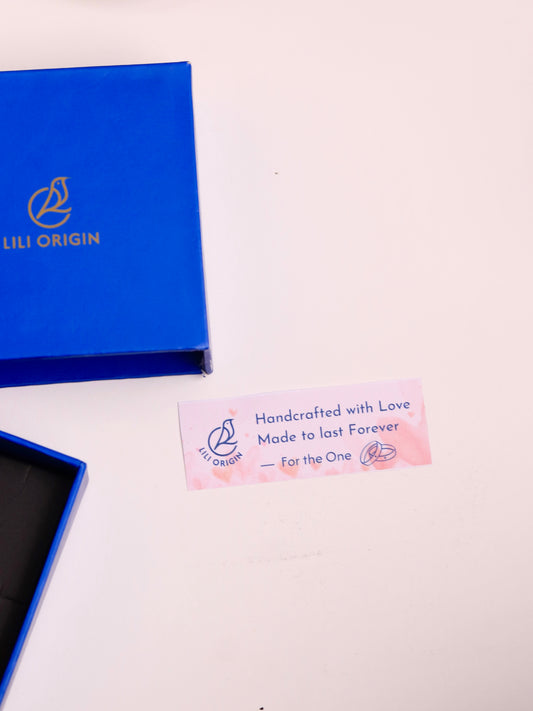 LILI ORIGIN
Handcrafted with Love
Made to last Forever
— For the One
LILI ORIGIN